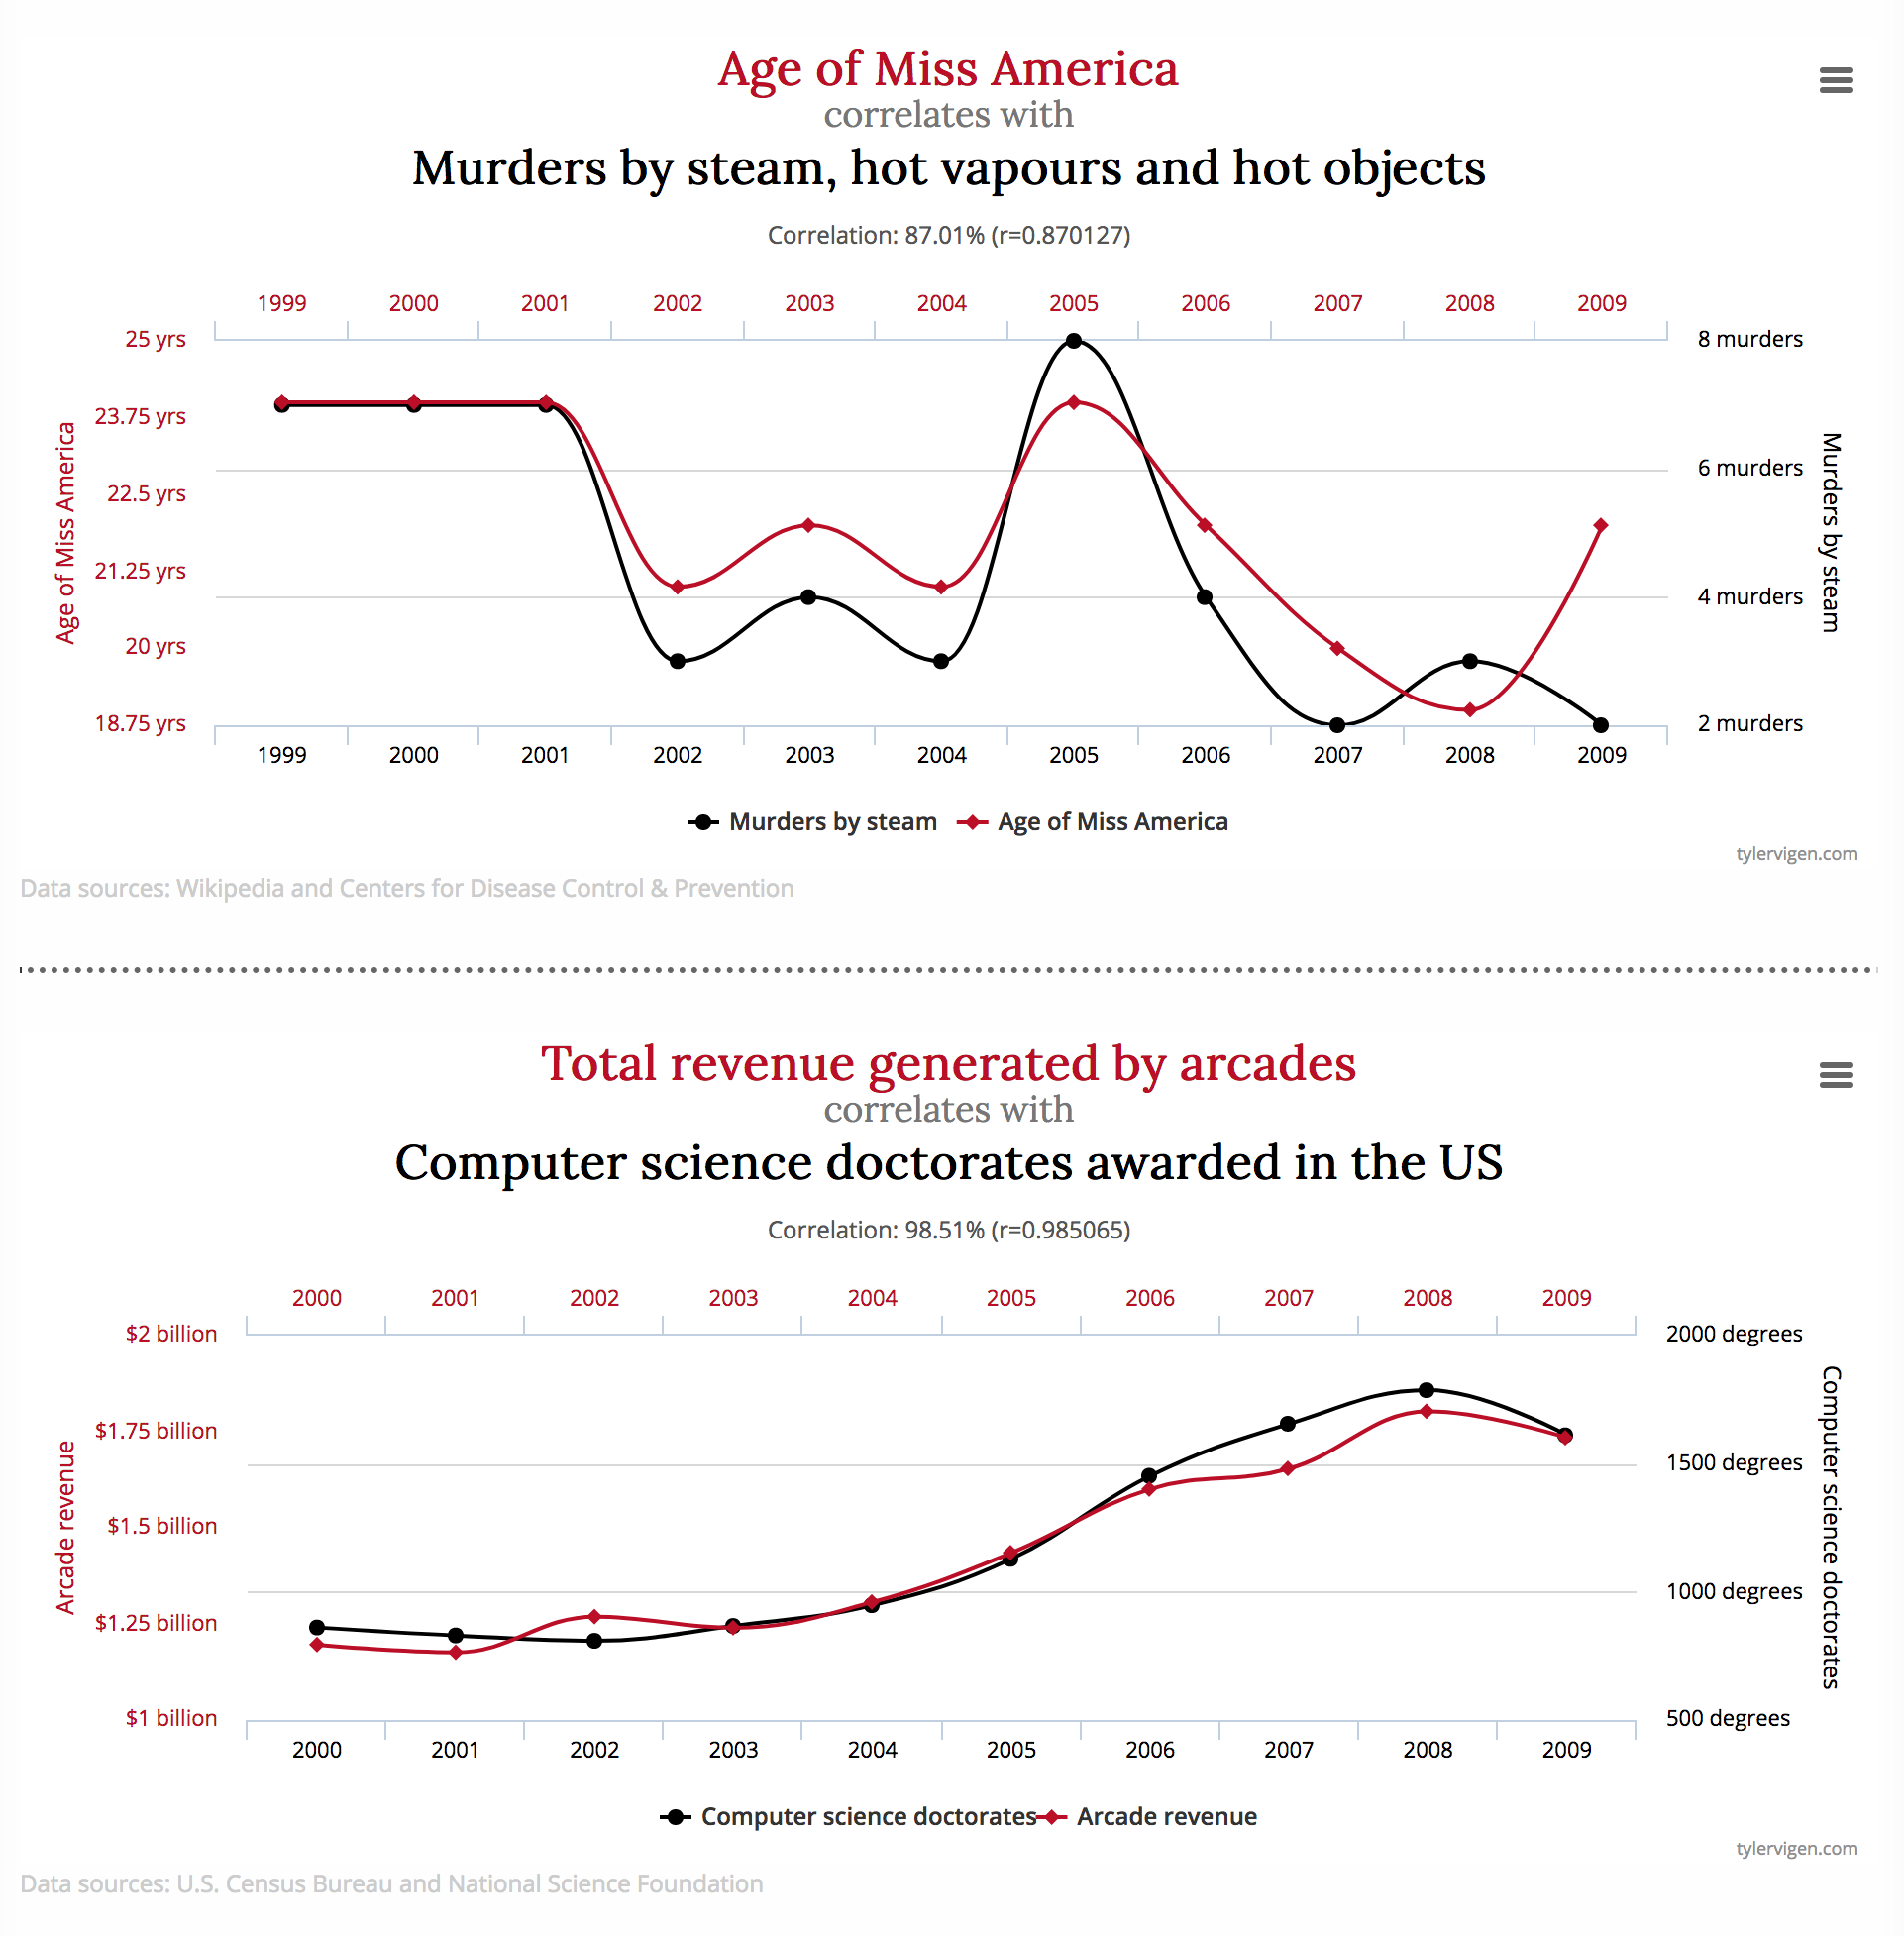 Age of Miss America
correlates with
Murders by steam, hot vapours and hot objects
Correlation: 87.01% (r=0.870127)
1999 2000 2001 2002 2003 2004 2005 2006 2007 2008 2009
25 yrs
23.75 yrs
22.5 yrs
21.25 yrs
20 yrs
18.75 yrs
Age of Miss America
8 murders
6 murders
4 murders
2 murders
Murders by steam
1999 2000 2001 2002 2003 2004 2005 2006 2007 2008 2009
Murders by steam Age of Miss America
tylervigen.com
Data sources: Wikipedia and Centers for Disease Control & Prevention
Total revenue generated by arcades
correlates with
Computer science doctorates awarded in the US
Correlation: 98.51% (r=0.985065)
2000 2001 2002 2003 2004 2005 2006 2007 2008 2009
$2 billion
$1.75 billion
$1.5 billion
$1.25 billion
$1 billion
Arcade revenue
2000 degrees
1500 degrees
1000 degrees
500 degrees
Computer science doctorates
2000 2001 2002 2003 2004 2005 2006 2007 2008 2009
Computer science doctorates Arcade revenue
tylervigen.com
Data sources: U.S. Census Bureau and National Science Foundation